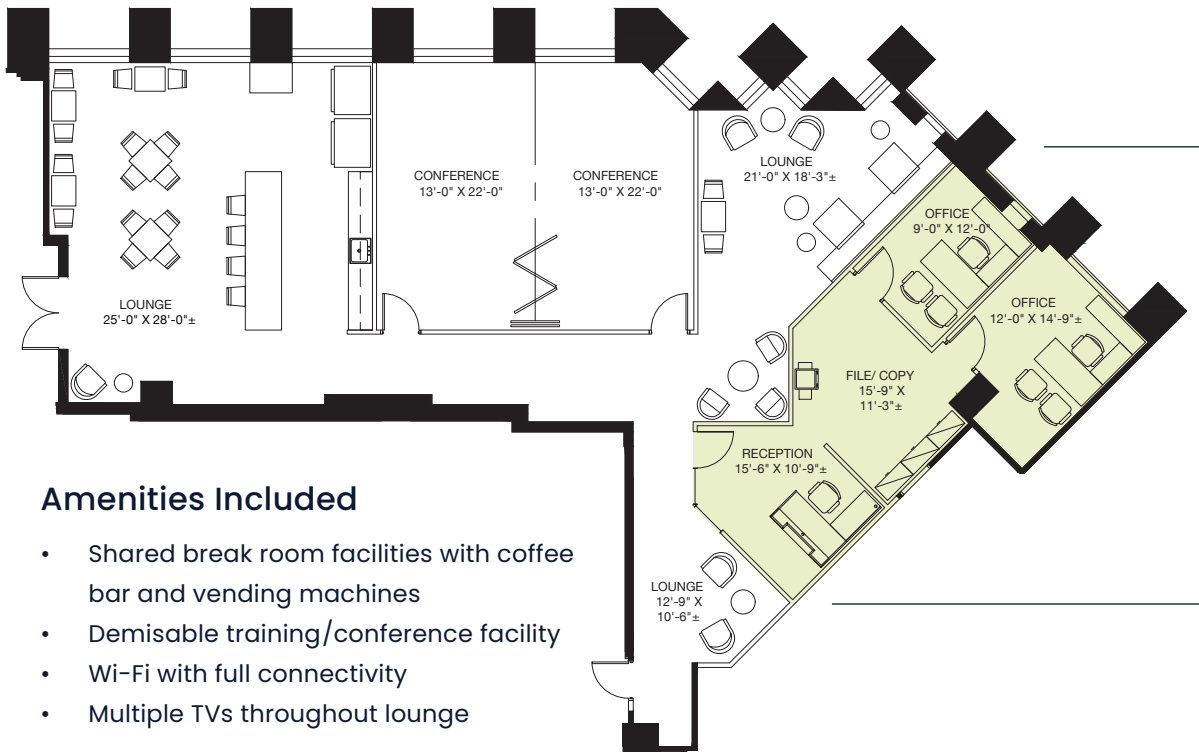 CONFERENCE
13'-0" X 22'-0"
CONFERENCE
13'-0" X 22'-0"
LOUNGE
21'-0" X 18'-3"±
OFFICE
9'-0" X 12'-0"
LOUNGE
25'-0" X 28'-0"±
OFFICE
12'-0" X 14'-9"±
FILE/ COPY
15'-9" X
11'-3"±
RECEPTION
15'-6" X 10'-9"±
LOUNGE
12'-9" X
10'-6"±
Amenities Included
• Shared break room facilities with coffee
bar and vending machines
• Demisable training/conference facility
• Wi-Fi with full connectivity
• Multiple TVs throughout lounge